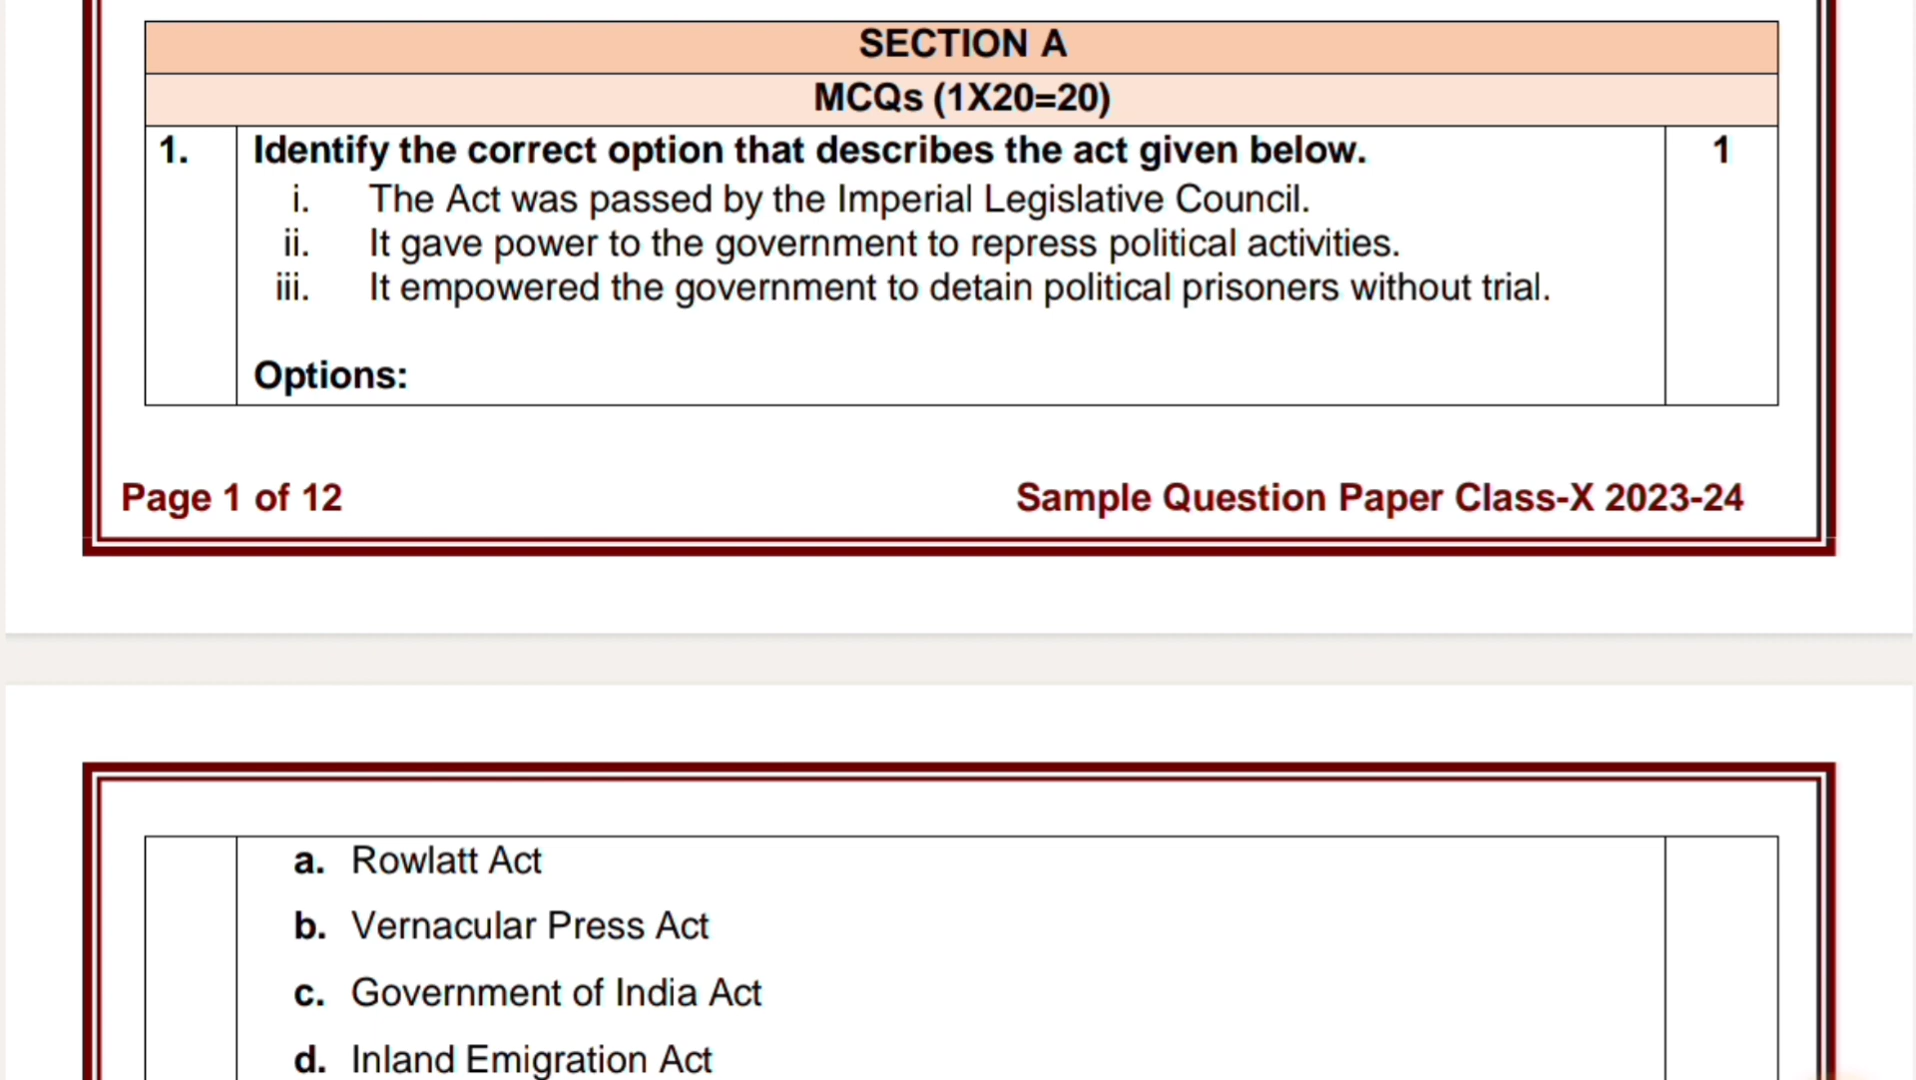 SECTION A
MCQs (1X20=20)
1. Identify the correct option that describes the act given below. 1
i. The Act was passed by the Imperial Legislative Council.
ii. It gave power to the government to repress political activities.
iii. It empowered the government to detain political prisoners without trial.
Options:
Page 1 of 12 Sample Question Paper Class-X 2023-24
a. Rowlatt Act
b. Vernacular Press Act
c. Government of India Act
d. Inland Emigration Act